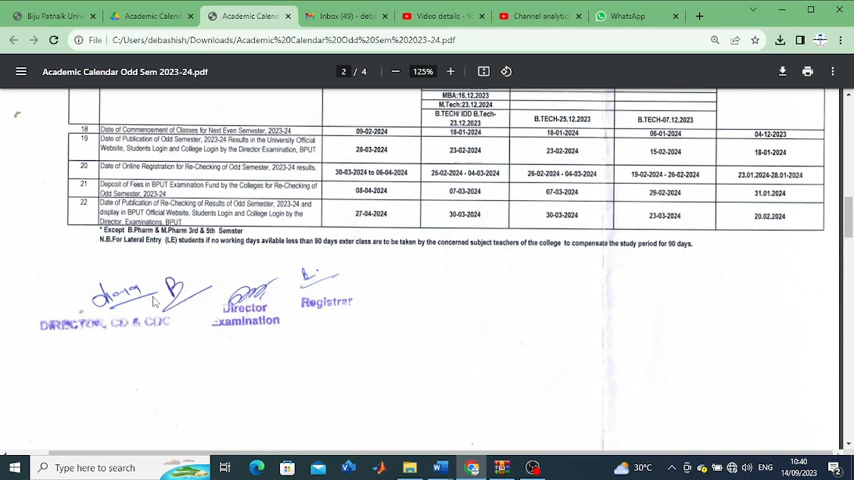 Biju Patnaik Univ
Academic Calenda
Academic Calend
Inbox (49) - deba
Video details - Yo
Channel analytic
WhatsApp
File C:/Users/debashish/Downloads/Academic%20Calendar%20Odd%20Sem%202023-24.pdf
Academic Calendar Odd Sem 2023-24.pdf
2 / 4
125%
MBA:16.12.2023
M.Tech:23.12.2024
B.TECH/ IDD B.Tech-
23.12.2023
B.TECH-25.12.2023
B.TECH-07.12.2023
18 Date of Commencement of Classes for Next Even Semester, 2023-24 09-02-2024 18-01-2024 18-01-2024 06-01-2024 04-12-2023
19 Date of Publication of Odd Semester, 2023-24 Results in the University Official
Website, Students Login and College Login by the Director Examination, BPUT 28-03-2024 23-02-2024 23-02-2024 15-02-2024 18-01-2024
20 Date of Online Registration for Re-Checking of Odd Semester, 2023-24 results. 30-03-2024 to 06-04-2024 26-02-2024 - 04-03-2024 26-02-2024 - 04-03-2024 19-02-2024 - 26-02-2024 23.01.2024-28.01-2024
21 Deposit of Fees in BPUT Examination Fund by the Colleges for Re-Checking of
Odd Semester, 2023-24 08-04-2024 07-03-2024 07-03-2024 29-02-2024 31.01.2024
22 Date of Publication of Re-Checking of Results of Odd Semester, 2023-24 and
display in BPUT Official Website, Students Login and College Login by the
Director, Examinations, BPUT 27-04-2024 30-03-2024 30-03-2024 23-03-2024 20.02.2024
* Except B.Pharm & M.Pharm 3rd & 5th Semster
N.B.For Lateral Entry (LE) students if no working days avilable less than 90 days exter class are to be taken by the concerned subject teachers of the college to compensate the study period for 90 days.
DIRECTOR, CD & CDC
Director
Examination
Registrar
Type here to search
30°C
ENG
10:40
14/09/2023
2